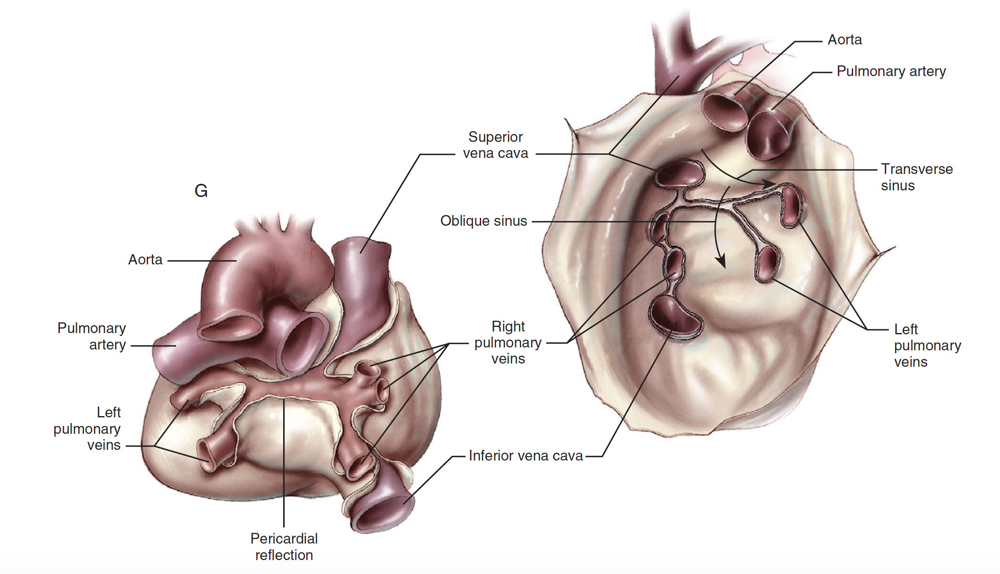 Aorta
Pulmonary artery
Superior
vena cava
Transverse
sinus
G
Oblique sinus
Aorta
Pulmonary
artery
Right
pulmonary
veins
Left
pulmonary
veins
Left
pulmonary
veins
Inferior vena cava
Pericardial
reflection